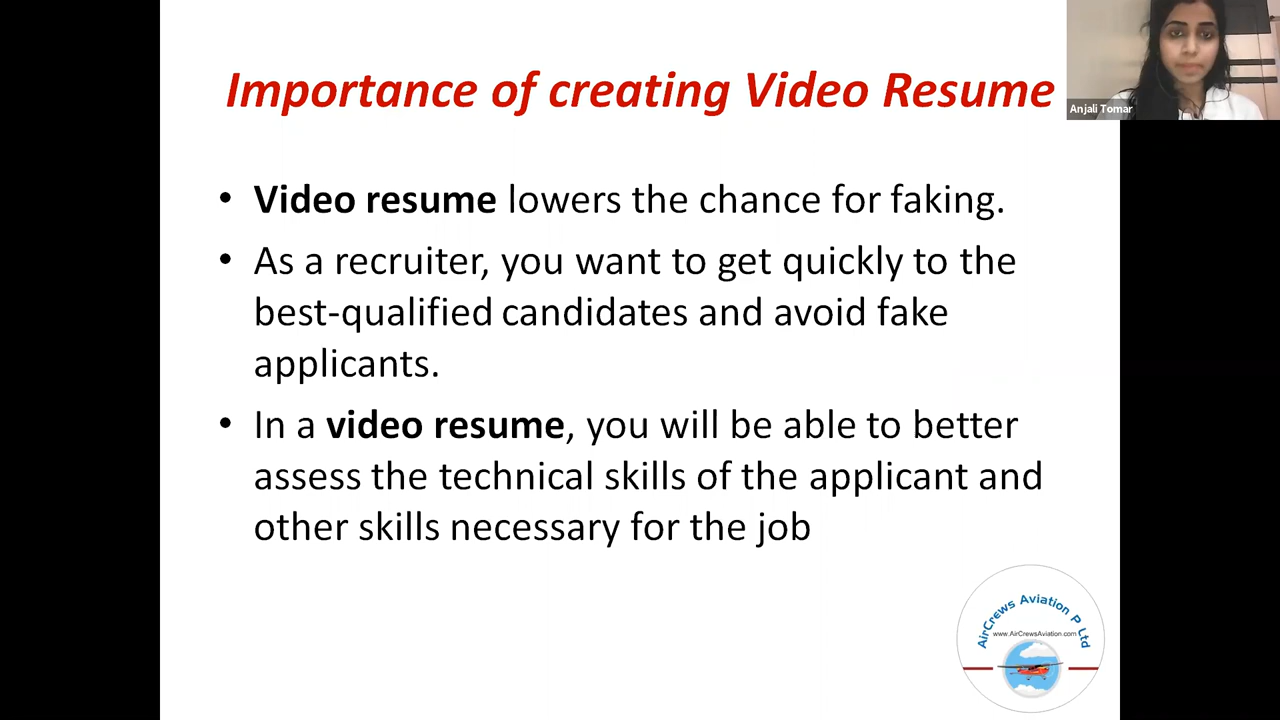 Importance of creating Video Resume
Anjali Tomar
• Video resume lowers the chance for faking.
• As a recruiter, you want to get quickly to the
best-qualified candidates and avoid fake
applicants.
• In a video resume, you will be able to better
assess the technical skills of the applicant and
other skills necessary for the job
AirCrews Aviation P Ltd
www.AirCrewsAviation.com